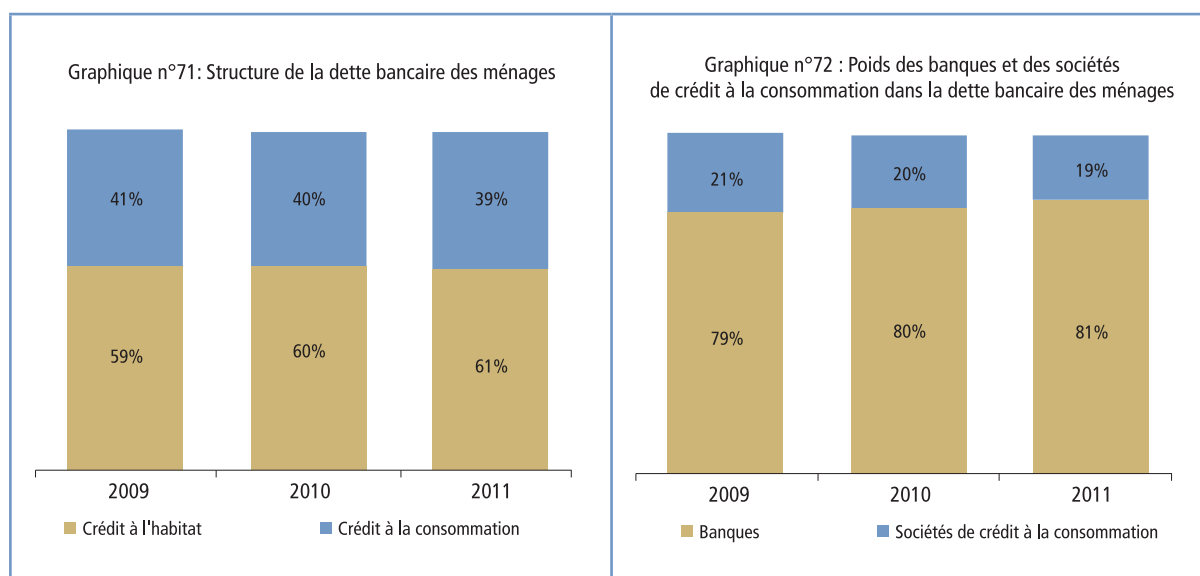 Graphique n°71: Structure de la dette bancaire des ménages
41%
40%
39%
59%
60%
61%
2009
2010
2011
Crédit à l'habitat
Crédit à la consommation
Graphique n°72 : Poids des banques et des sociétés
de crédit à la consommation dans la dette bancaire des ménages
21%
20%
19%
79%
80%
81%
2009
2010
2011
Banques
Sociétés de crédit à la consommation